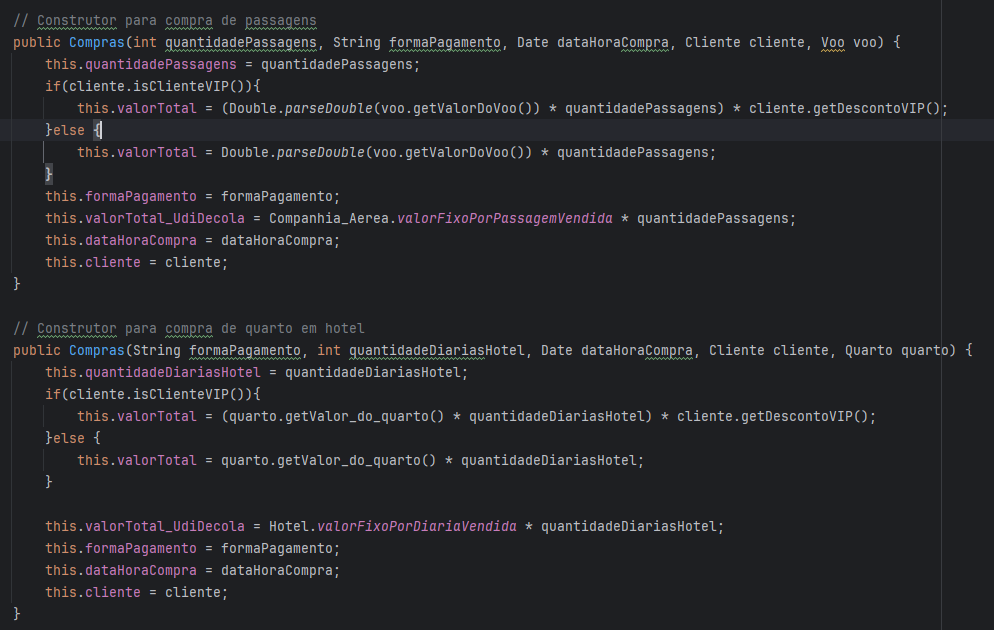 // Construtor para compra de passagens
public Compras(int quantidadePassagens, String formaPagamento, Date dataHoraCompra, Cliente cliente, Voo voo) {
    this.quantidadePassagens = quantidadePassagens;
    if(cliente.isClienteVIP()){
        this.valorTotal = (Double.parseDouble(voo.getValorDoVoo()) * quantidadePassagens) * cliente.getDescontoVIP();
    }else {
        this.valorTotal = Double.parseDouble(voo.getValorDoVoo()) * quantidadePassagens;
    }
    this.formaPagamento = formaPagamento;
    this.valorTotal_UdiDecola = Companhia_Aerea.valorFixoPorPassagemVendida * quantidadePassagens;
    this.dataHoraCompra = dataHoraCompra;
    this.cliente = cliente;
}
// Construtor para compra de quarto em hotel
public Compras(String formaPagamento, int quantidadeDiariasHotel, Date dataHoraCompra, Cliente cliente, Quarto quarto) {
    this.quantidadeDiariasHotel = quantidadeDiariasHotel;
    if(cliente.isClienteVIP()){
        this.valorTotal = (quarto.getValor_do_quarto() * quantidadeDiariasHotel) * cliente.getDescontoVIP();
    }else {
        this.valorTotal = quarto.getValor_do_quarto() * quantidadeDiariasHotel;
    }
    this.valorTotal_UdiDecola = Hotel.valorFixoPorDiariaVendida * quantidadeDiariasHotel;
    this.formaPagamento = formaPagamento;
    this.dataHoraCompra = dataHoraCompra;
    this.cliente = cliente;
}